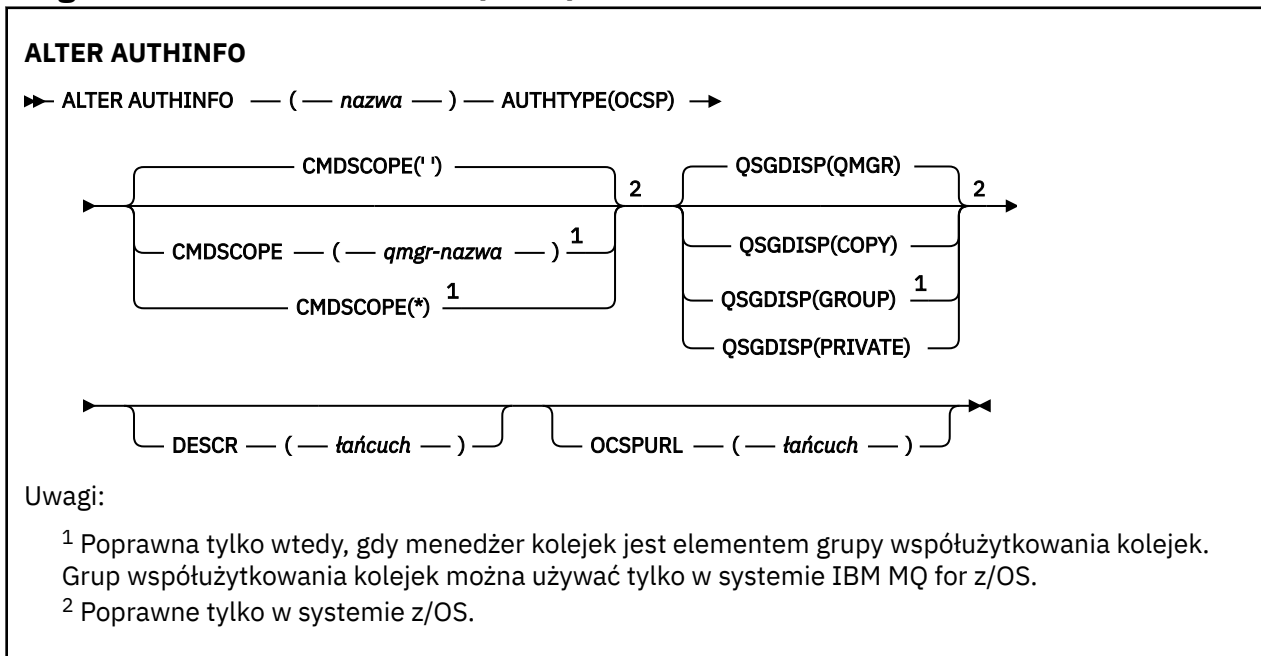 ALTER AUTHINFO
ALTER AUTHINFO — ( — nazwa — ) — AUTHTYPE(OCSP)
CMDSCOPE(' ') QSGDISP(QMGR)
2 2
CMDSCOPE — ( — qmgr-nazwa — ) 1 QSGDISP(COPY)
CMDSCOPE(*) 1 QSGDISP(GROUP) 1
QSGDISP(PRIVATE)
DESCR — ( — łańcuch — ) OCSPURL — ( — łańcuch — )
Uwagi:
1 Poprawna tylko wtedy, gdy menedżer kolejek jest elementem grupy współużytkowania kolejek.
Grup współużytkowania kolejek można używać tylko w systemie IBM MQ for z/OS.
2 Poprawne tylko w systemie z/OS.